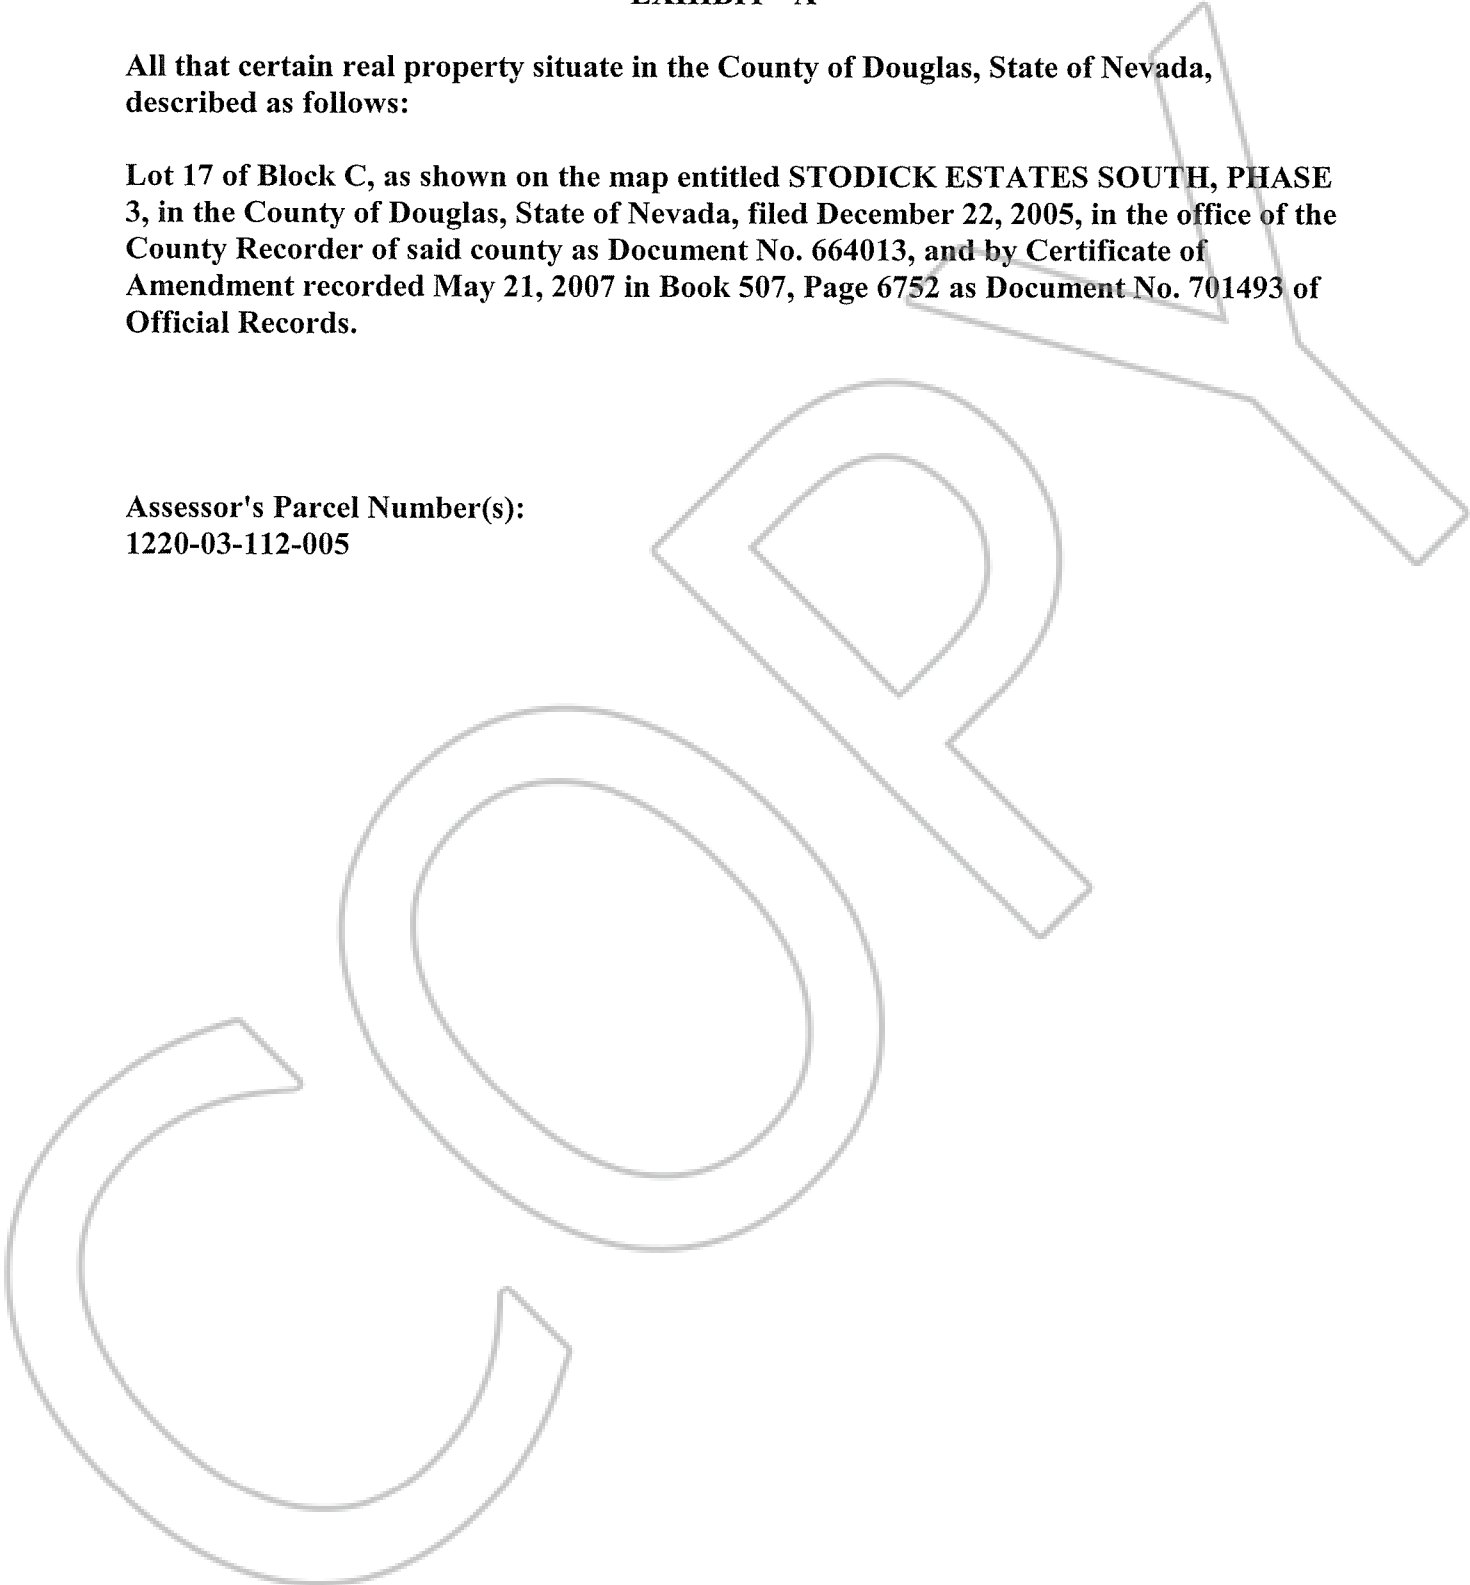 EXHIBIT "A"
All that certain real property situate in the County of Douglas, State of Nevada,
described as follows:
Lot 17 of Block C, as shown on the map entitled STODICK ESTATES SOUTH, PHASE
3, in the County of Douglas, State of Nevada, filed December 22, 2005, in the office of the
County Recorder of said county as Document No. 664013, and by Certificate of
Amendment recorded May 21, 2007 in Book 507, Page 6752 as Document No. 701493 of
Official Records.
Assessor's Parcel Number(s):
1220-03-112-005
COPY